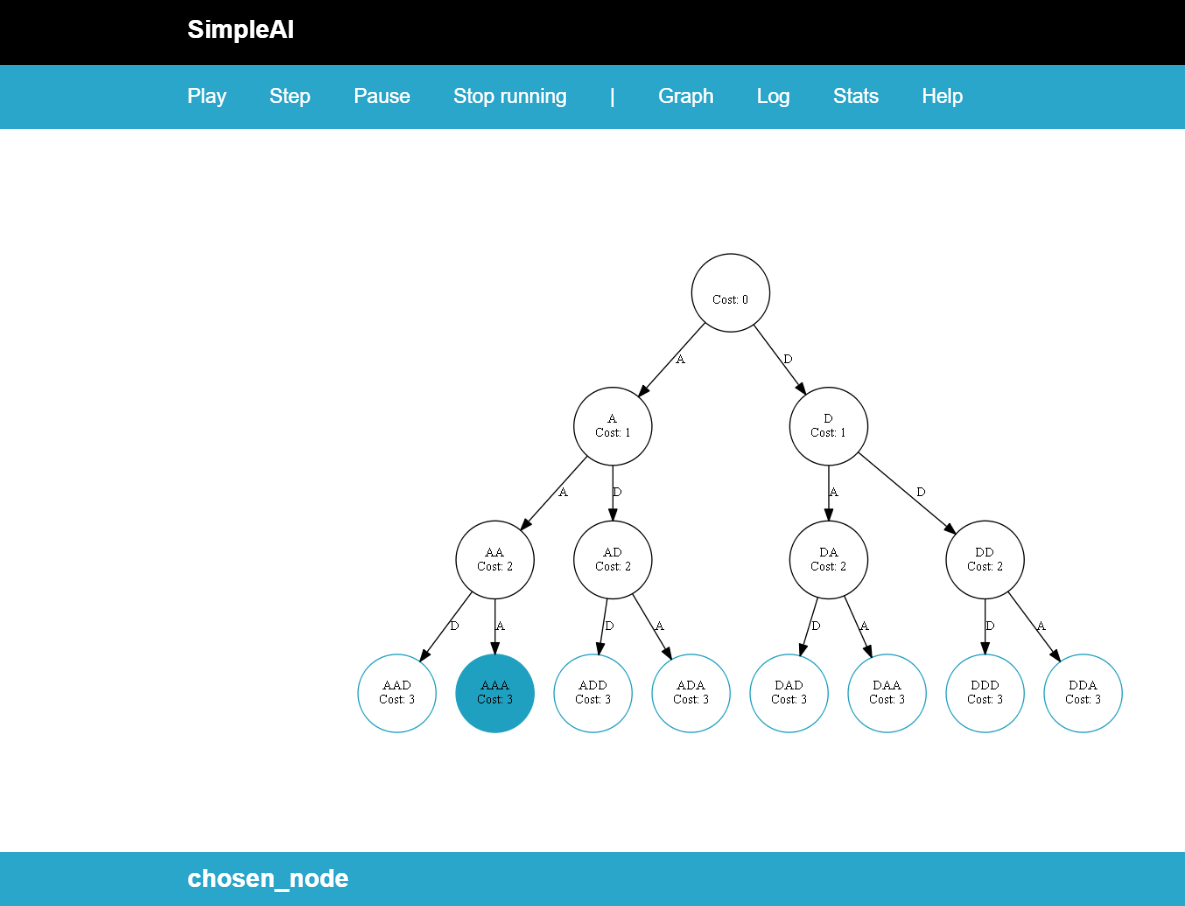 SimpleAI
Play Step Pause Stop running | Graph Log Stats Help
Cost: 0
A D
A
Cost: 1
D
Cost: 1
A D A D
AA
Cost: 2
AD
Cost: 2
DA
Cost: 2
DD
Cost: 2
D A D A D A D A
AAD
Cost: 3
AAA
Cost: 3
ADD
Cost: 3
ADA
Cost: 3
DAD
Cost: 3
DAA
Cost: 3
DDD
Cost: 3
DDA
Cost: 3
chosen_node